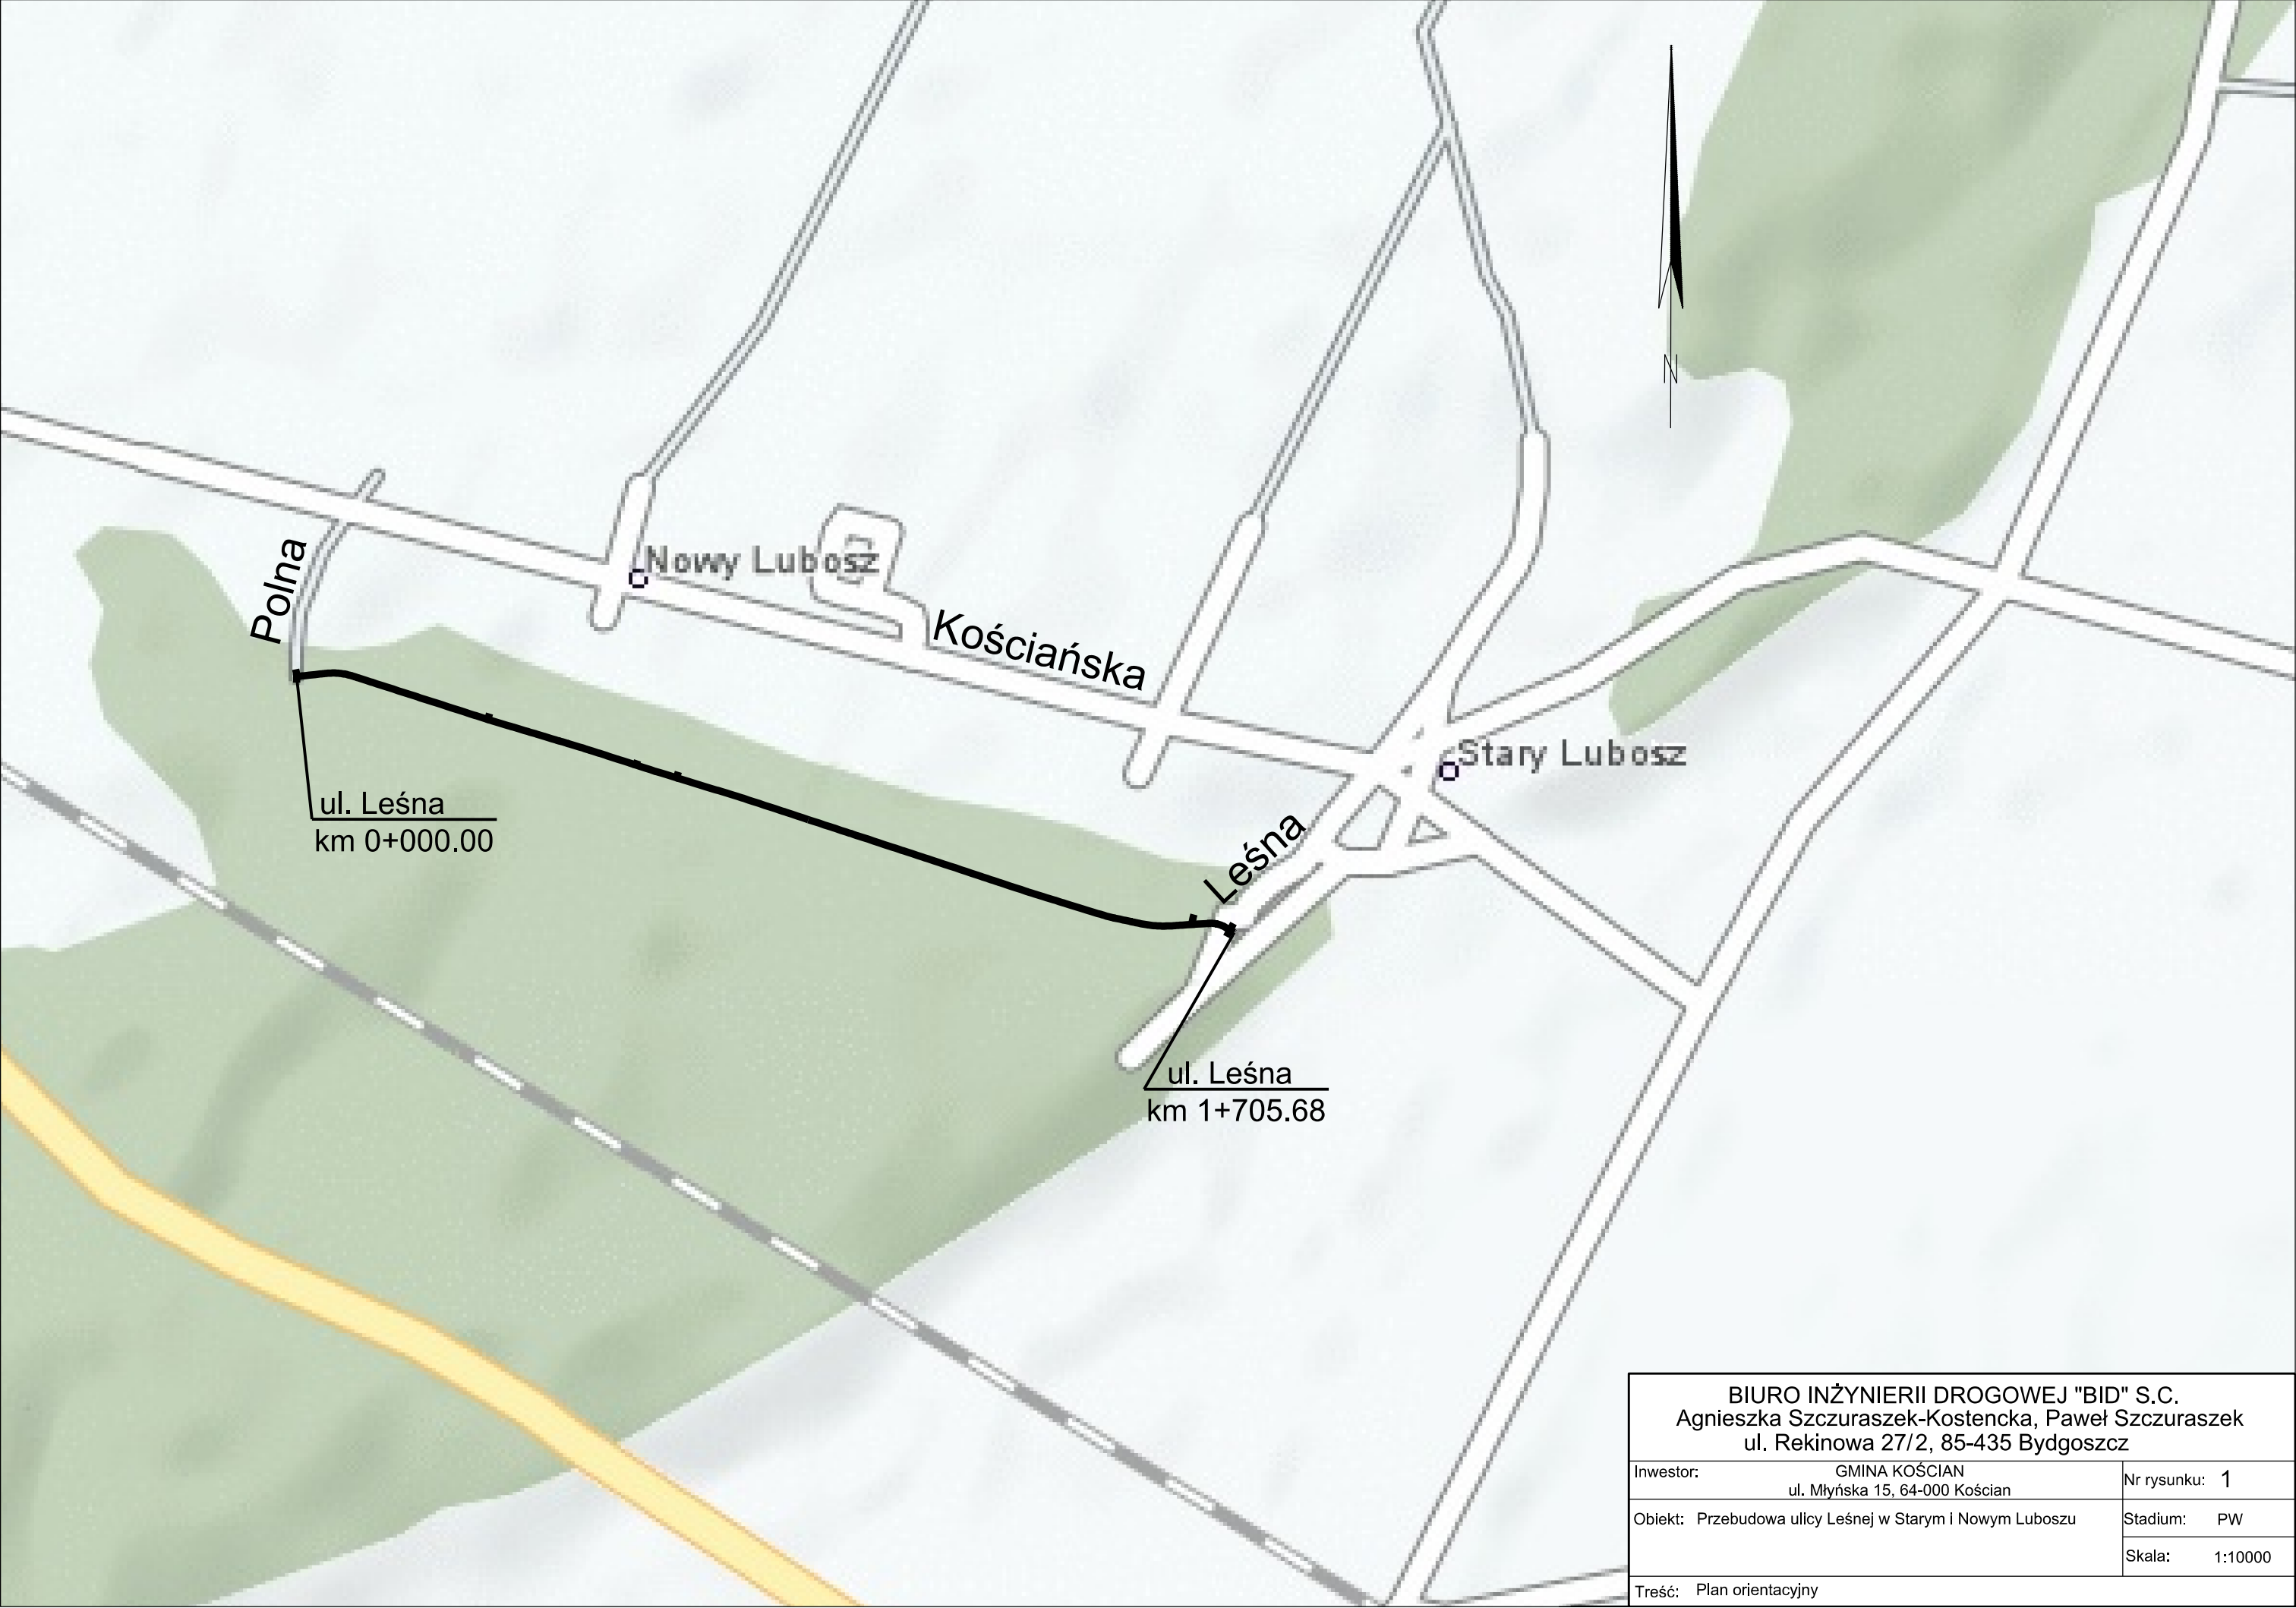 N
Polna
Nowy Lubosz
Kościańska
Stary Lubosz
ul. Leśna
km 0+000.00
Leśna
ul. Leśna
km 1+705.68
BIURO INŻYNIERII DROGOWEJ "BID" S.C.
Agnieszka Szczuraszek-Kostencka, Paweł Szczuraszek
ul. Rekinowa 27/2, 85-435 Bydgoszcz
Inwestor: GMINA KOŚCIAN
ul. Młyńska 15, 64-000 Kościan
Nr rysunku: 1
Obiekt: Przebudowa ulicy Leśnej w Starym i Nowym Luboszu
Stadium: PW
Skala: 1:10000
Treść: Plan orientacyjny